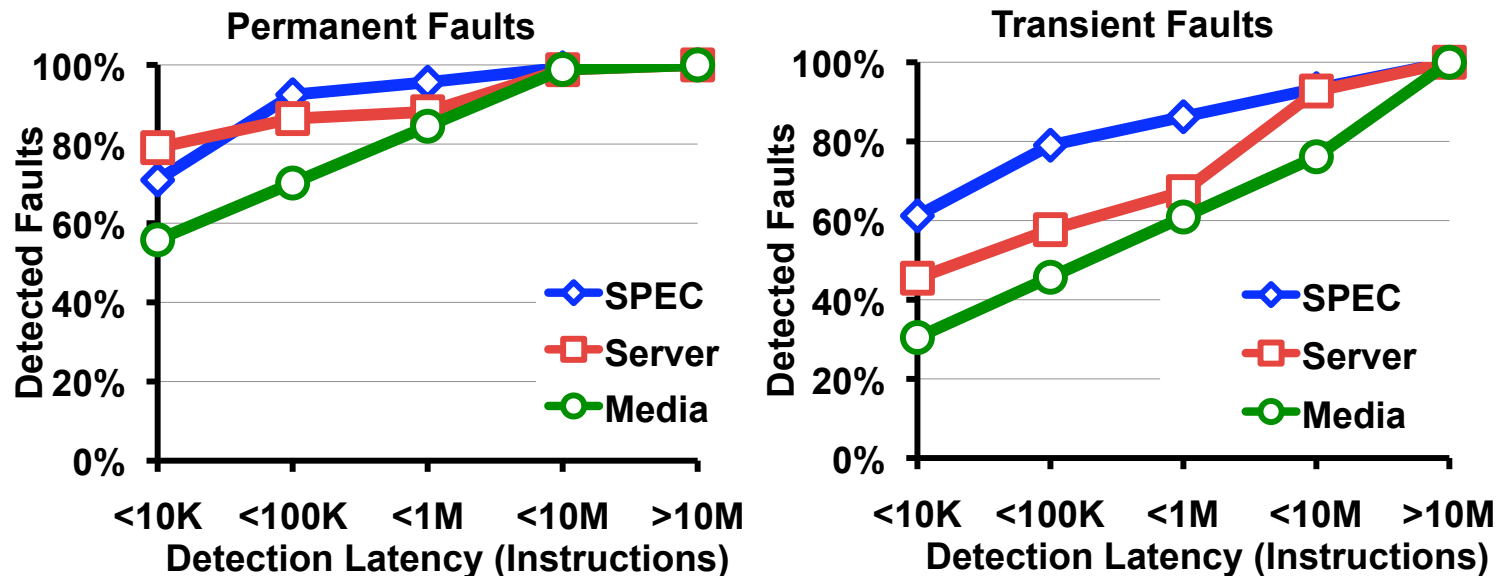 Permanent Faults
100%
80%
60%
40%
20%
0%
Detected Faults
SPEC
Server
Media
<10K <100K <1M <10M >10M
Detection Latency (Instructions)
Transient Faults
100%
80%
60%
40%
20%
0%
Detected Faults
SPEC
Server
Media
<10K <100K <1M <10M >10M
Detection Latency (Instructions)